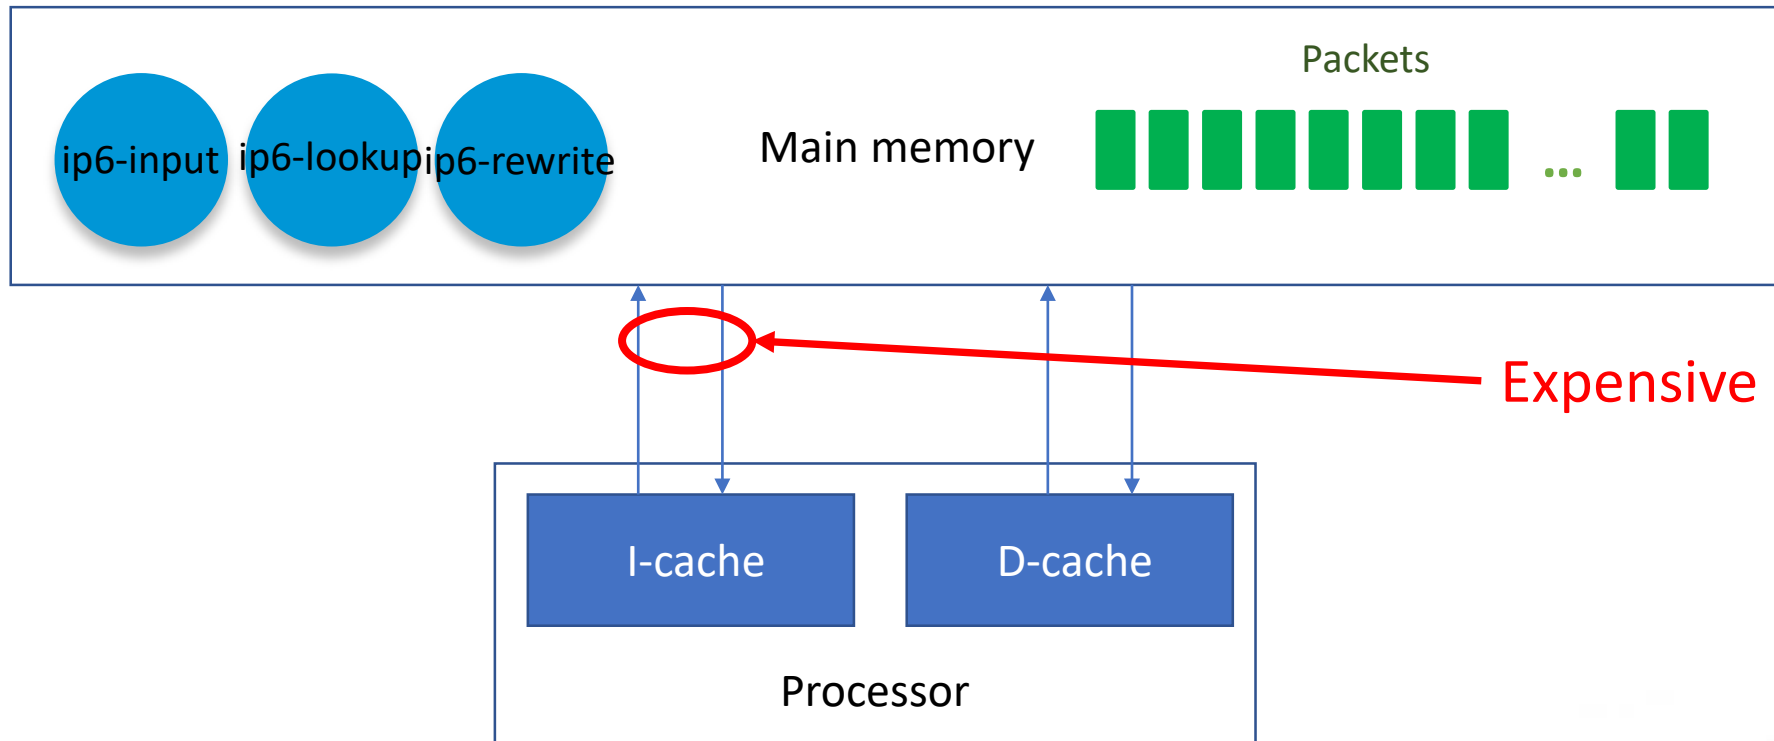 Packets
ip6-input
ip6-lookup
ip6-rewrite
Main memory
...
Expensive
I-cache
D-cache
Processor